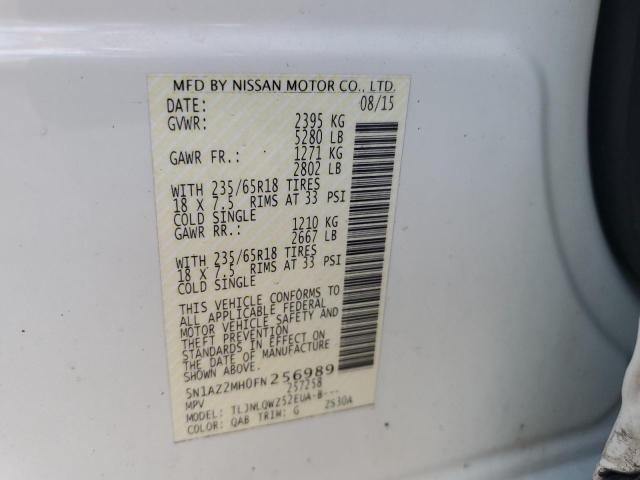 MFD BY NISSAN MOTOR CO., LTD.
DATE: 08/15
GVWR: 2395 KG
5280 LB
GAWR FR.: 1271 KG
2802 LB
WITH 235/65R18 TIRES
18 X 7.5 RIMS AT 33 PSI
COLD SINGLE
GAWR RR.: 1210 KG
2667 LB
WITH 235/65R18 TIRES
18 X 7.5 RIMS AT 33 PSI
COLD SINGLE
THIS VEHICLE CONFORMS TO
ALL APPLICABLE FEDERAL
MOTOR VEHICLE SAFETY AND
THEFT PREVENTION
STANDARDS IN EFFECT ON
THE DATE OF MANUFACTURE
SHOWN ABOVE.
5N1AZ2MH0FN256989
MPV 257258
MODEL: TLJNLQWZ52EUA-B---
COLOR: QAB TRIM: G 2S30A